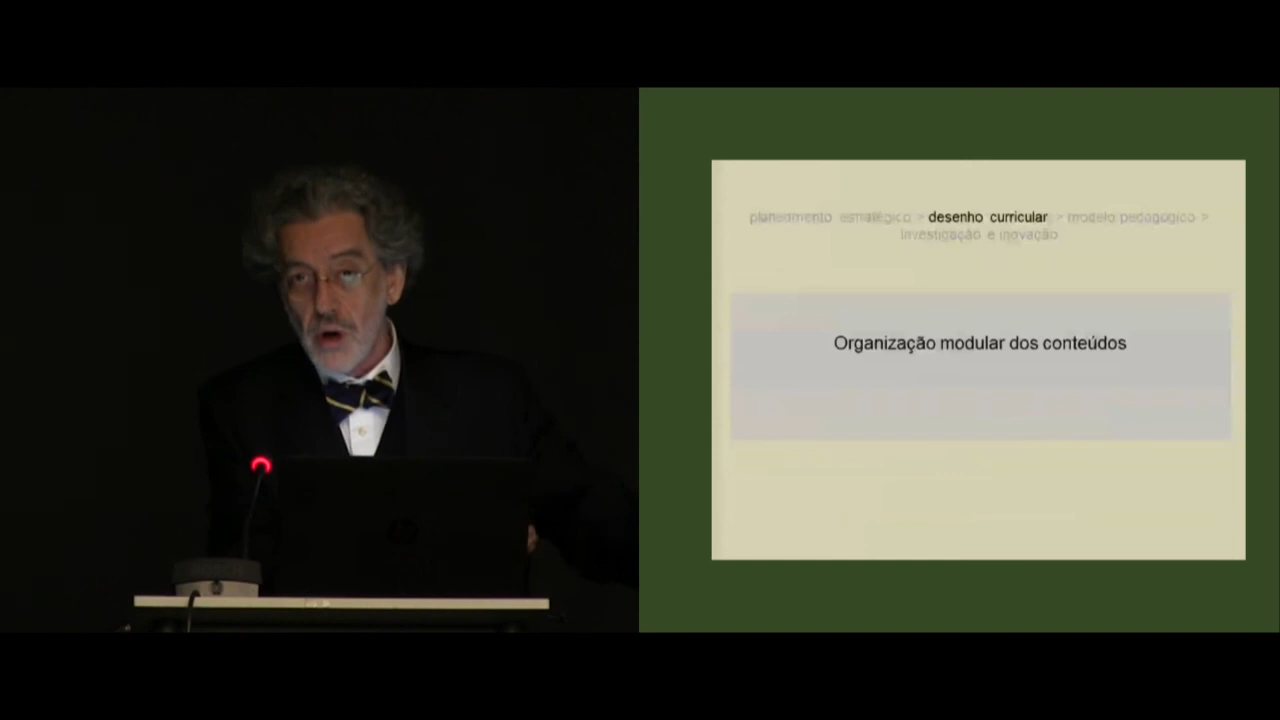 planeamento estratégico > desenho curricular > modelo pedagógico >
investigação e inovação
Organização modular dos conteúdos